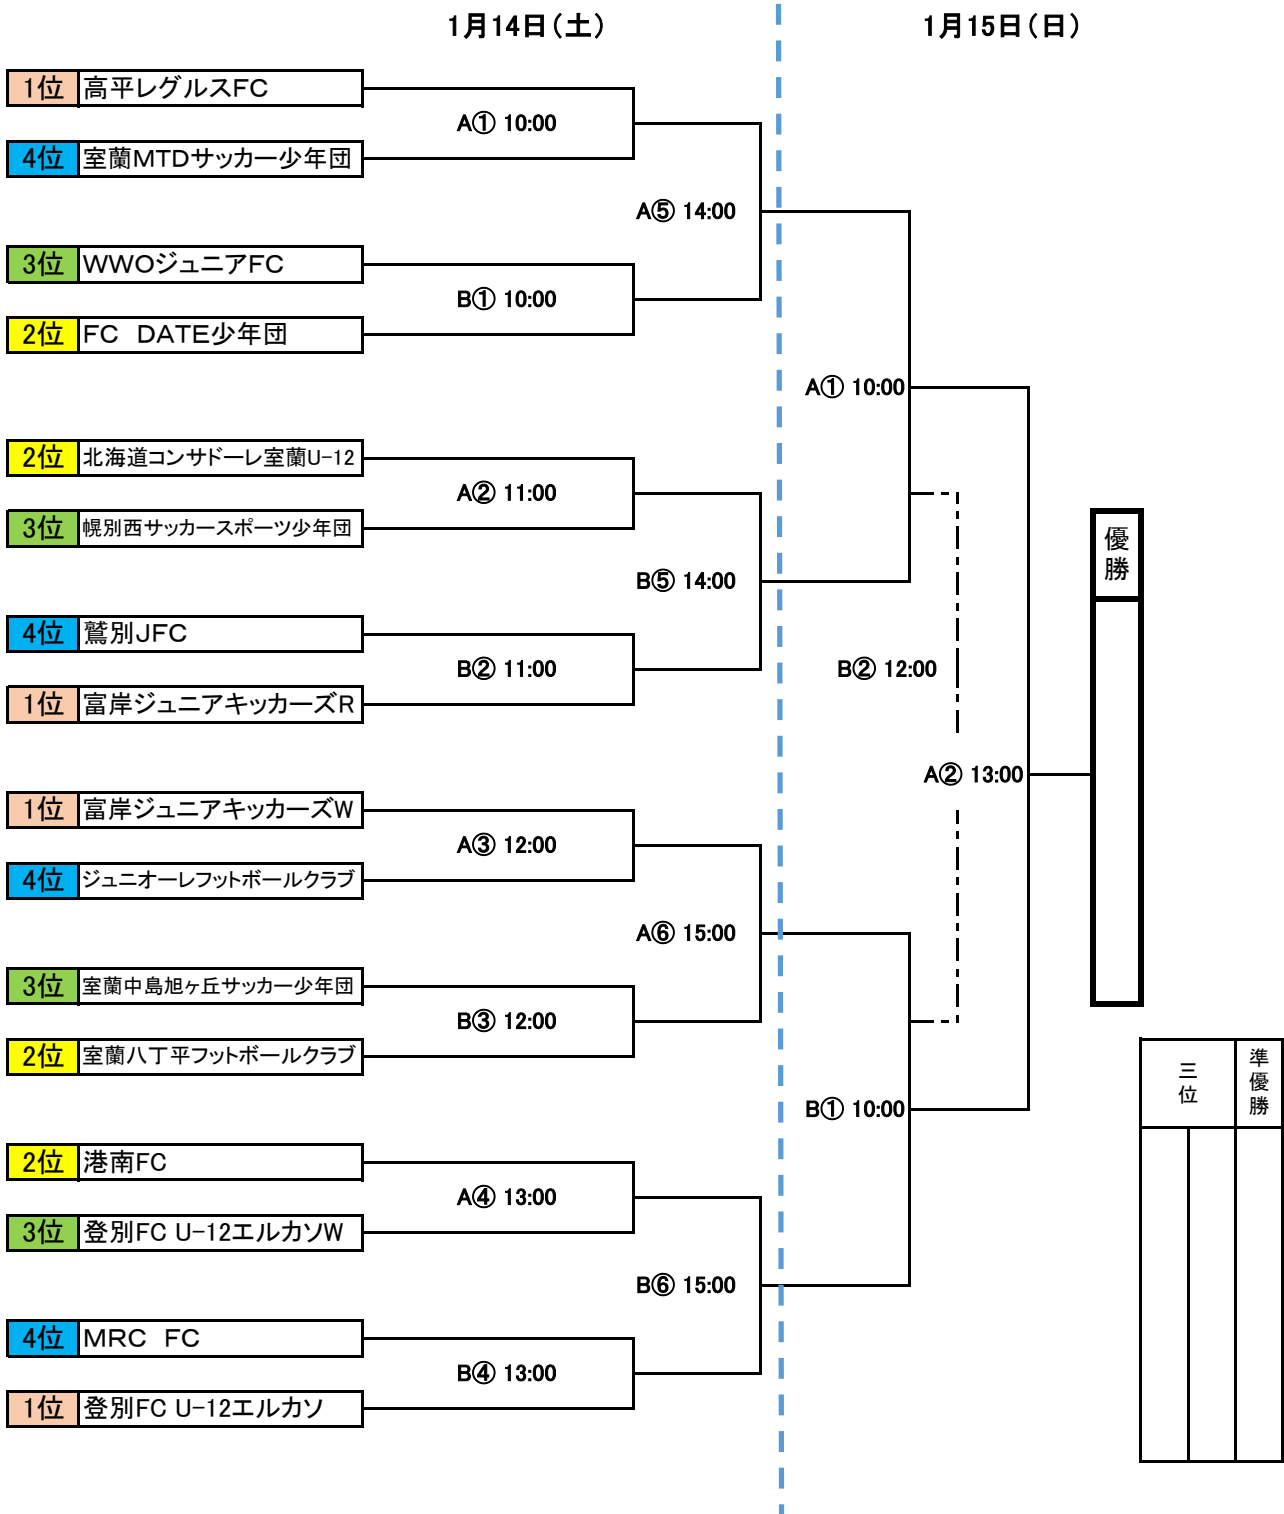 1月14日（土）
1月15日（日）
1位 高平レグルスFC
A① 10:00
4位 室蘭MTDサッカー少年団
A⑤ 14:00
3位 WWOジュニアFC
B① 10:00
2位 FC　DATE少年団
A① 10:00
2位 北海道コンサドーレ室蘭U-12
A② 11:00
3位 幌別西サッカースポーツ少年団
B⑤ 14:00
4位 鷲別JFC
B② 11:00
B② 12:00
1位 富岸ジュニアキッカーズR
A② 13:00
優勝
1位 富岸ジュニアキッカーズW
A③ 12:00
4位 ジュニオーレフットボールクラブ
A⑥ 15:00
3位 室蘭中島旭ヶ丘サッカー少年団
B③ 12:00
2位 室蘭八丁平フットボールクラブ
三位
準優勝
B① 10:00
2位 港南FC
A④ 13:00
3位 登別FC U-12エルカソW
B⑥ 15:00
4位 MRC　FC
B④ 13:00
1位 登別FC U-12エルカソ